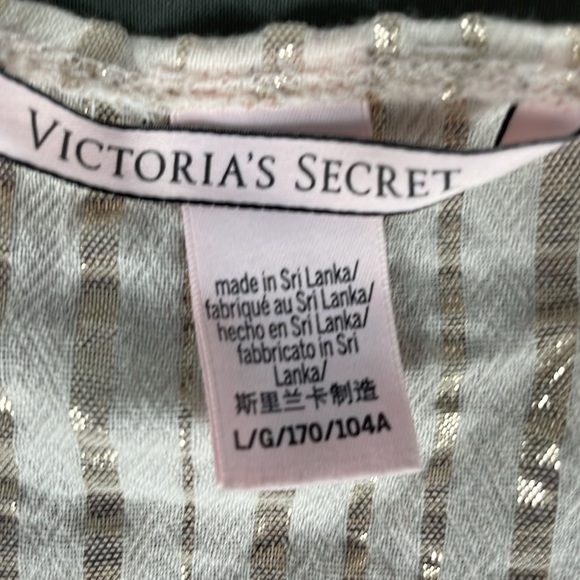 VICTORIA'S SECRET
made in Sri Lanka/
fabriqué au Sri Lanka/
hecho en Sri Lanka/
fabbricato in Sri
Lanka/
斯里兰卡制造
L/G/170/104A